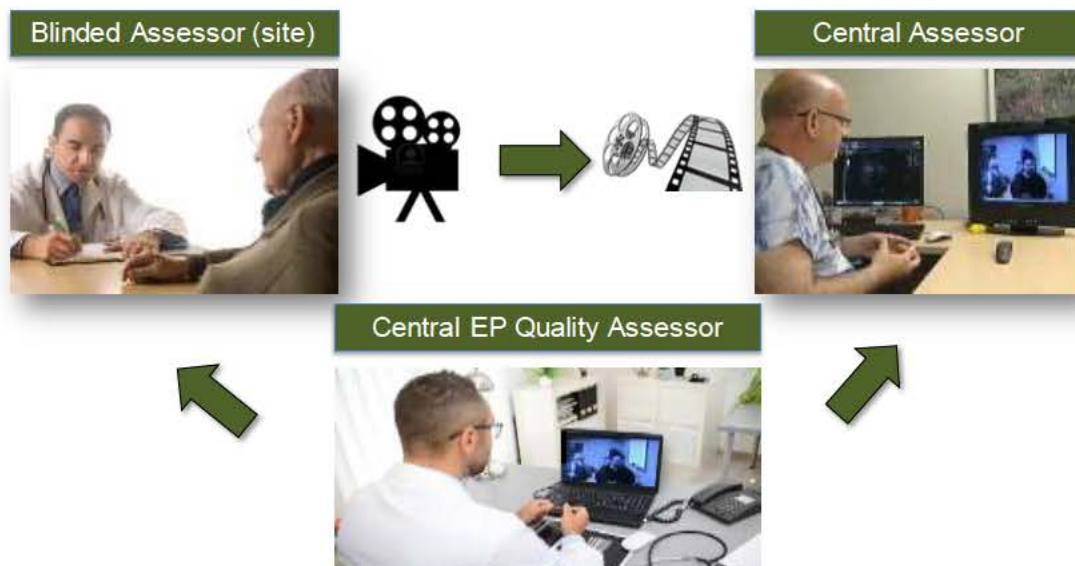 Blinded Assessor (site)
Central Assessor
Central EP Quality Assessor